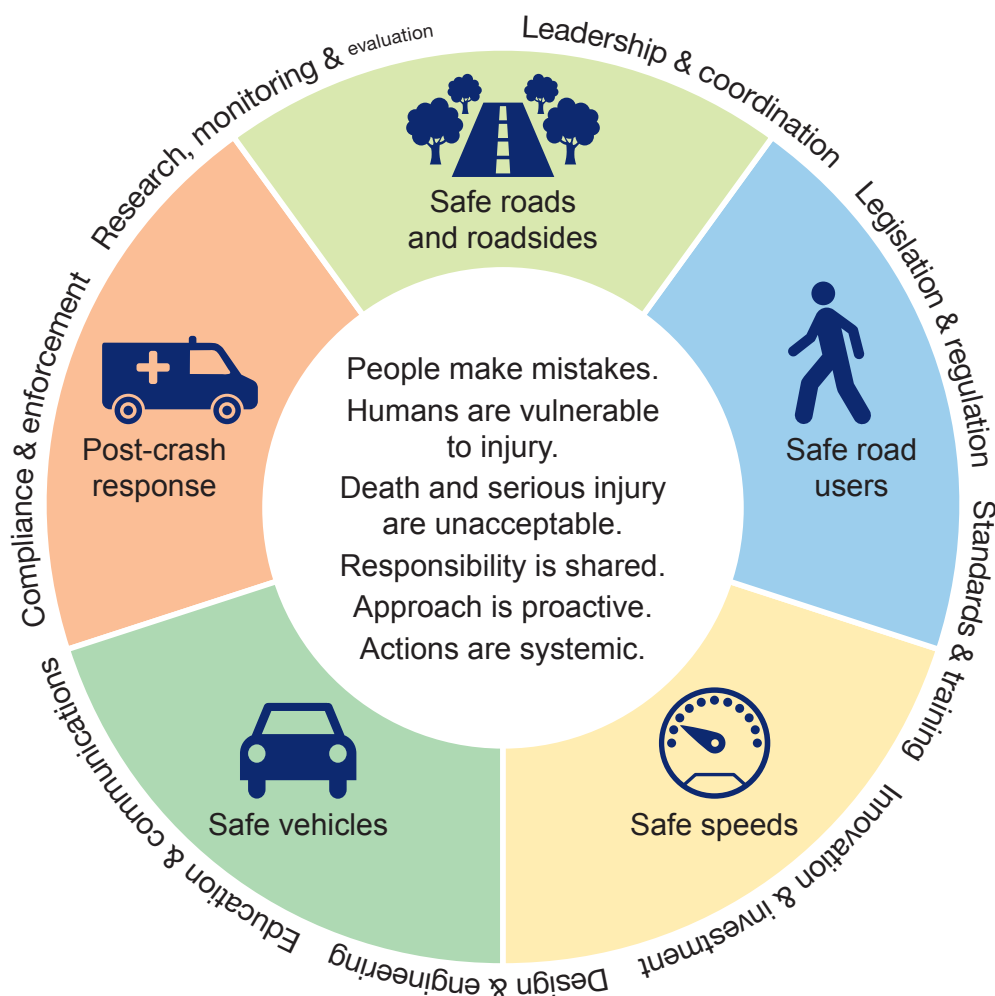 Leadership & coordination
Legislation & regulation
Standards & training
Innovation & investment
Design & engineering
Education & communications
Compliance & enforcement
Research, monitoring & evaluation
Safe roads
and roadsides
Safe road
users
Safe speeds
Safe vehicles
Post-crash
response
People make mistakes.
Humans are vulnerable
to injury.
Death and serious injury
are unacceptable.
Responsibility is shared.
Approach is proactive.
Actions are systemic.